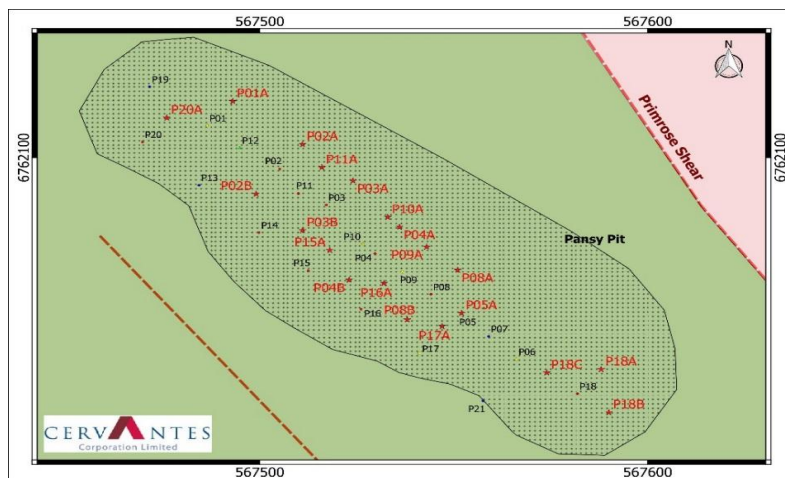 567500
567600
N
P19
P01A
P20A
P01
P20
P12
P02A
6762100
6762100
Primrose Shear
P02
P11A
P13
P03A
P02B
P11
P03
P10A
P14
P03B
P04A
P10
Pansy Pit
P15A
P04
P09A
P15
P08A
P04B
P09
P16A
P08
P16
P08B
P05A
P05
P17A
P07
P17
P06
P18C
P18A
P18
P21
P18B
CERVANTES
Corporation Limited
567500
567600